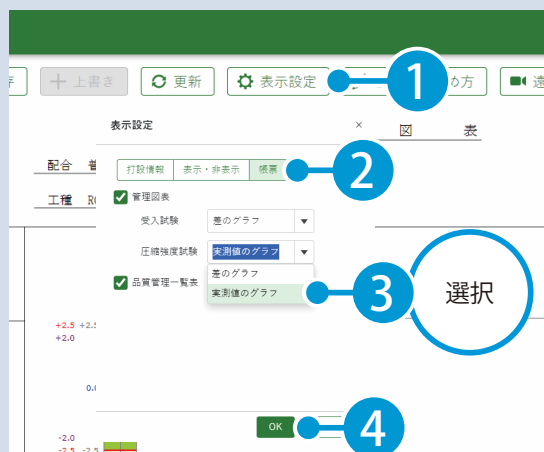 上書き
更新
表示設定
1
の方
表示設定
×
図 表
配合
打設情報 表示・非表示 帳票
2
工種
管理図表
受入試験 差のグラフ
圧縮強度試験 実測値のグラフ
差のグラフ
品質管理一覧表
実測値のグラフ
3
選択
+2.5
+2.0
OK
4
-2.0
-2.5 -2.5